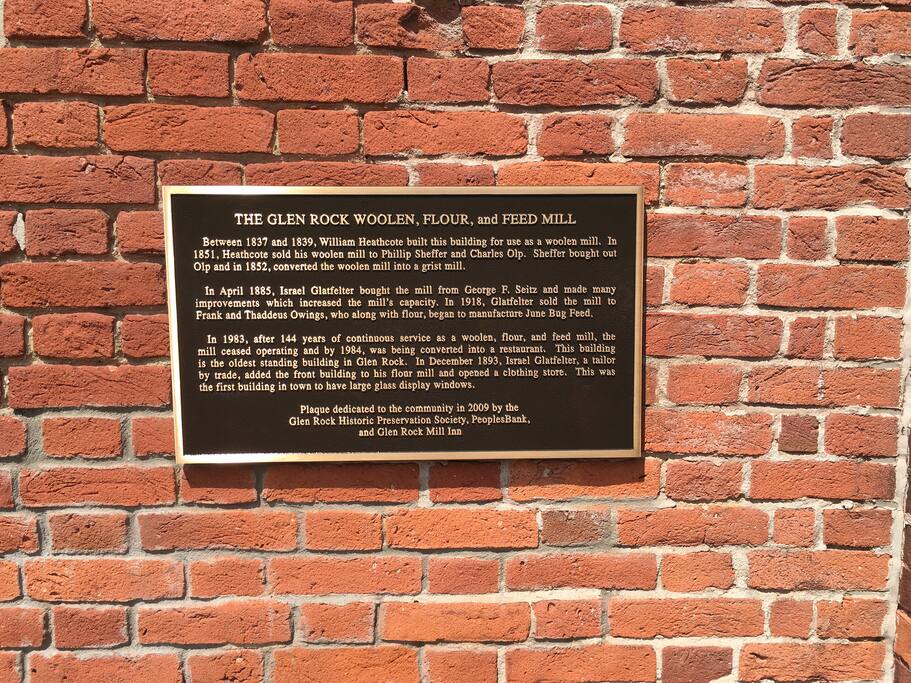 THE GLEN ROCK WOOLEN, FLOUR, and FEED MILL
Between 1837 and 1839, William Heathcote built this building for use as a woolen mill. In
1851, Heathcote sold his woolen mill to Phillip Sheffer and Charles Olp. Sheffer bought out
Olp and in 1852, converted the woolen mill into a grist mill.
In April 1885, Israel Glatfelter bought the mill from George F. Seitz and made many
improvements which increased the mill's capacity. In 1918, Glatfelter sold the mill to
Frank and Thaddeus Owings, who along with flour, began to manufacture June Bug Feed.
In 1983, after 144 years of continuous service as a woolen, flour, and feed mill, the
mill ceased operating and by 1984, was being converted into a restaurant. This building
is the oldest standing building in Glen Rock. In December 1893, Israel Glatfelter, a tailor
by trade, added the front building to his flour mill and opened a clothing store. This was
the first building in town to have large glass display windows.
Plaque dedicated to the community in 2009 by the
Glen Rock Historic Preservation Society, PeoplesBank,
and Glen Rock Mill Inn